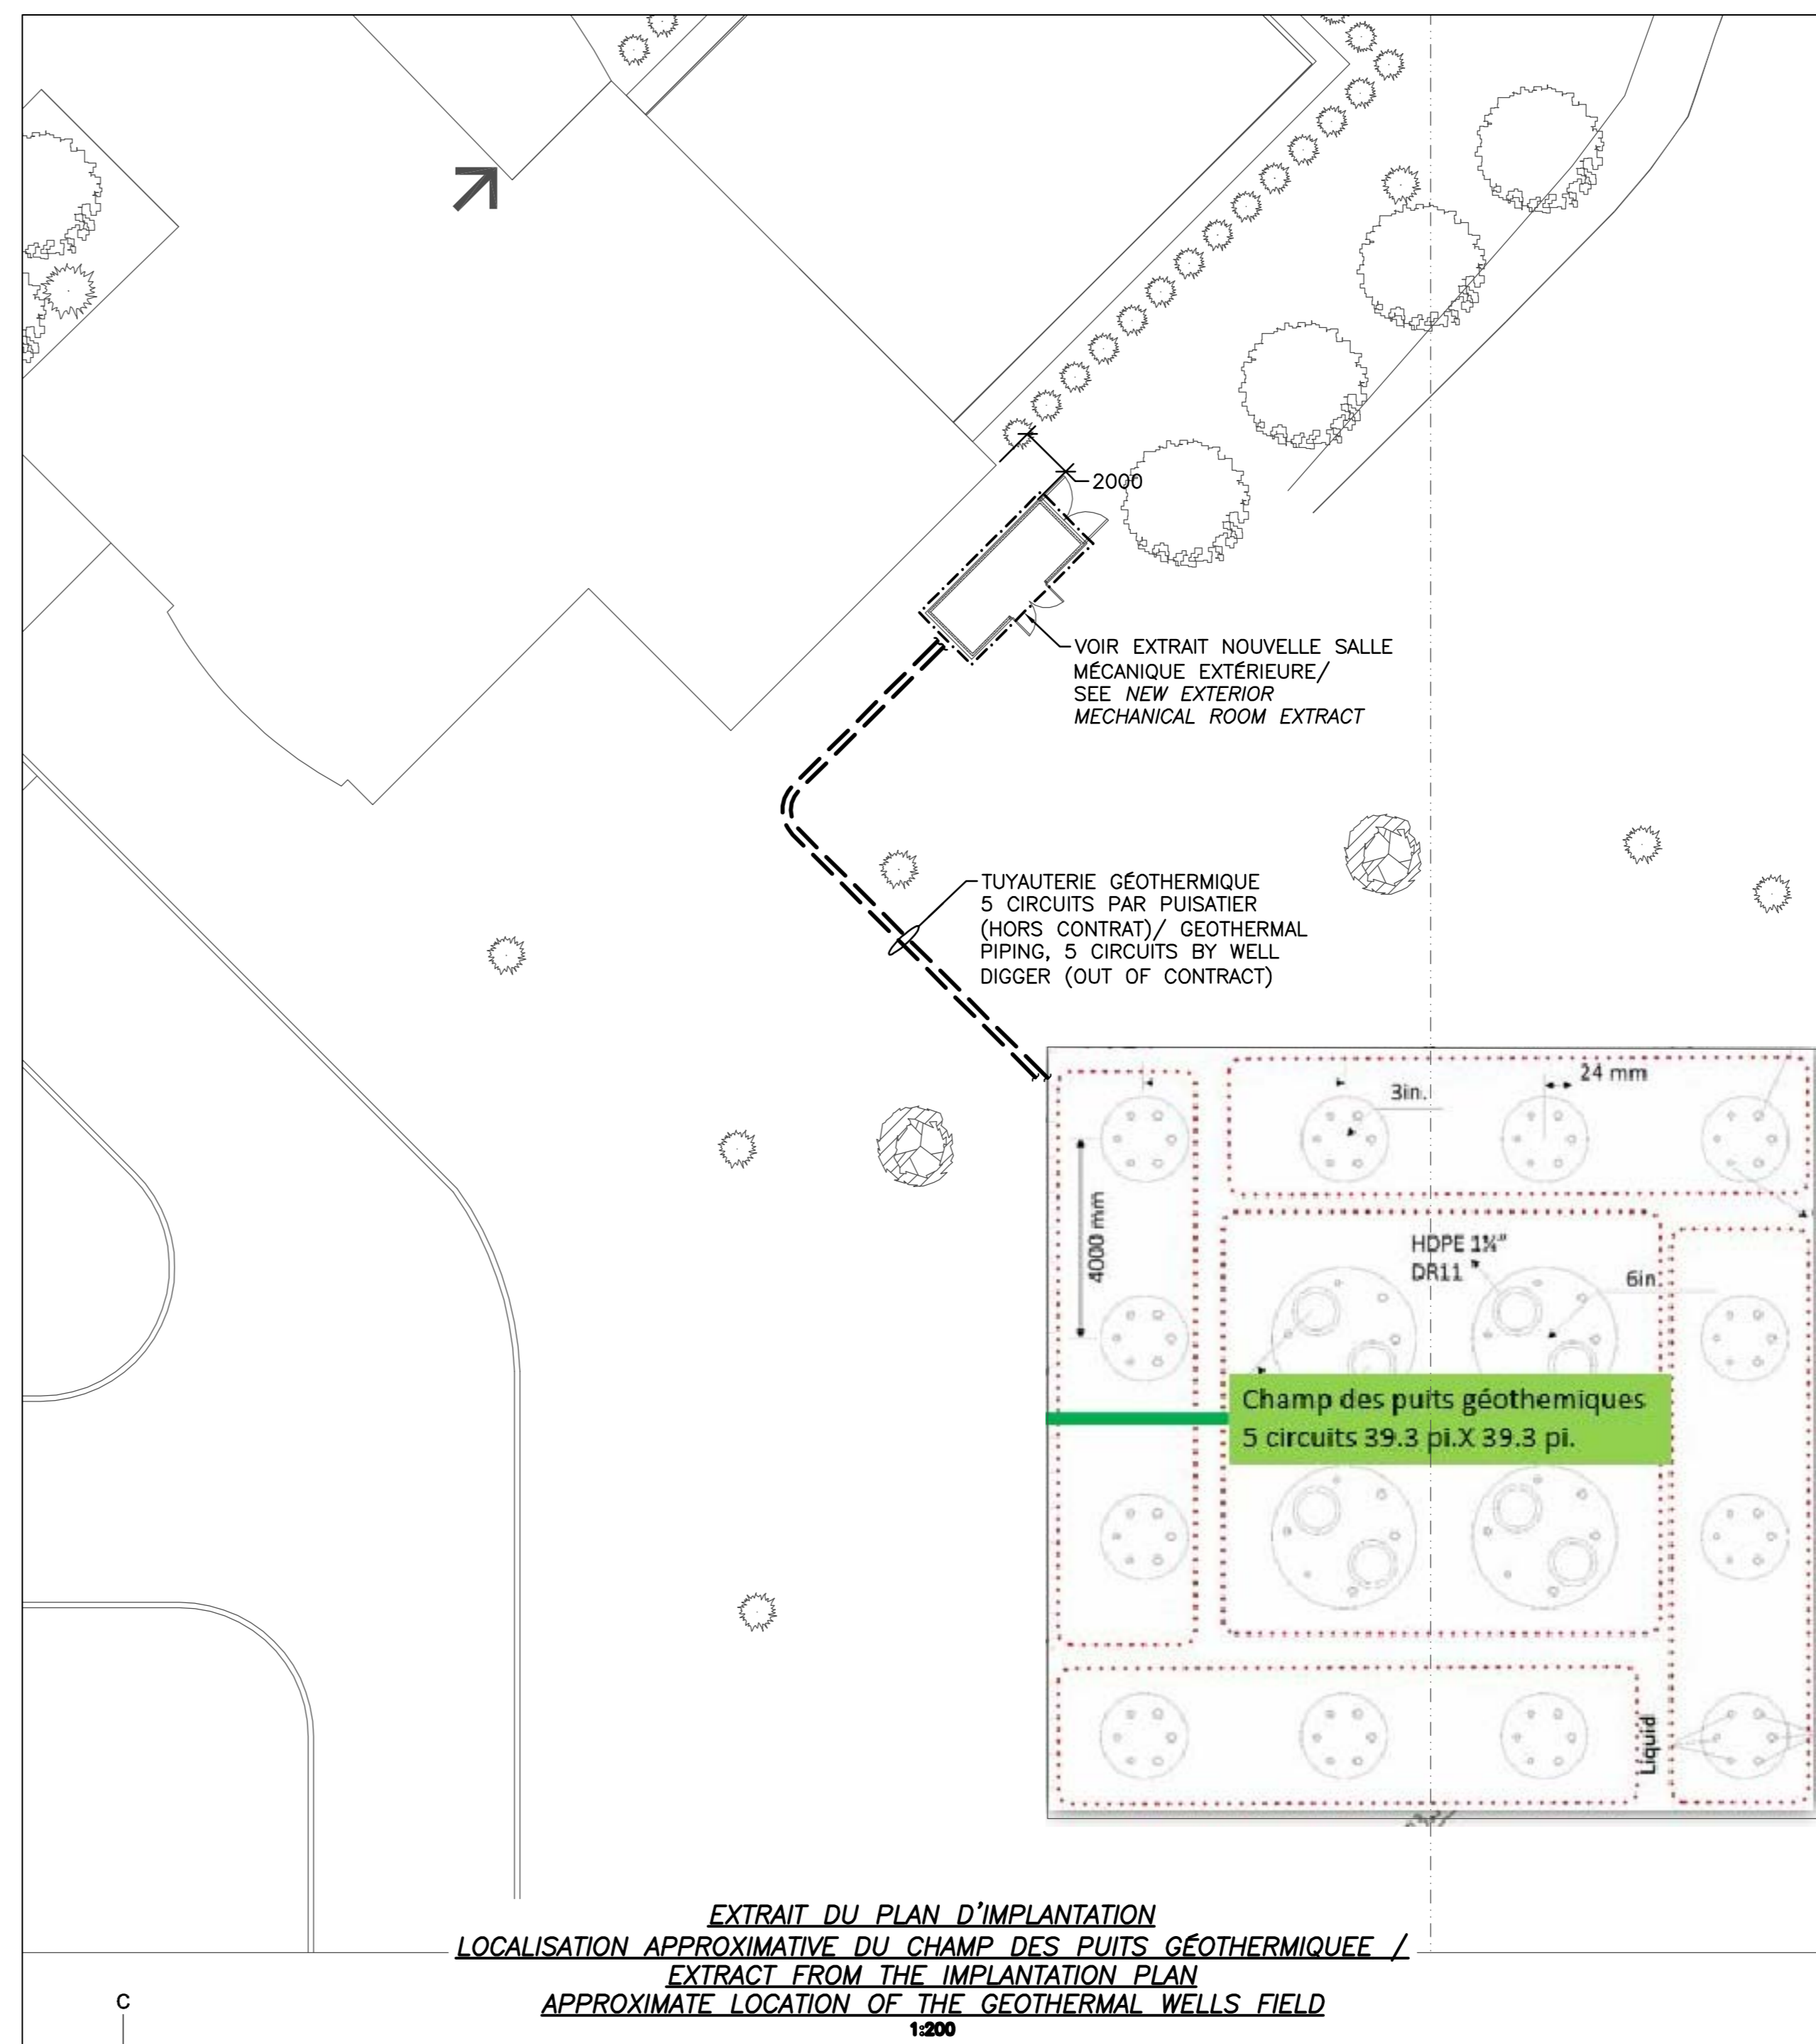 2000
VOIR EXTRAIT NOUVELLE SALLE
MÉCANIQUE EXTÉRIEURE/
SEE NEW EXTERIOR
MECHANICAL ROOM EXTRACT
TUYAUTERIE GÉOTHERMIQUE
5 CIRCUITS PAR PUISATIER
(HORS CONTRAT)/ GEOTHERMAL
PIPING, 5 CIRCUITS BY WELL
DIGGER (OUT OF CONTRACT)
3in.
24 mm
4000 mm
HDPE 1¼"
DR11
6in.
Champ des puits géothemiques
5 circuits 39.3 pi.X 39.3 pi.
Liquid
EXTRAIT DU PLAN D'IMPLANTATION
LOCALISATION APPROXIMATIVE DU CHAMP DES PUITS GÉOTHERMIQUEE /
EXTRACT FROM THE IMPLANTATION PLAN
APPROXIMATE LOCATION OF THE GEOTHERMAL WELLS FIELD
1:200
C